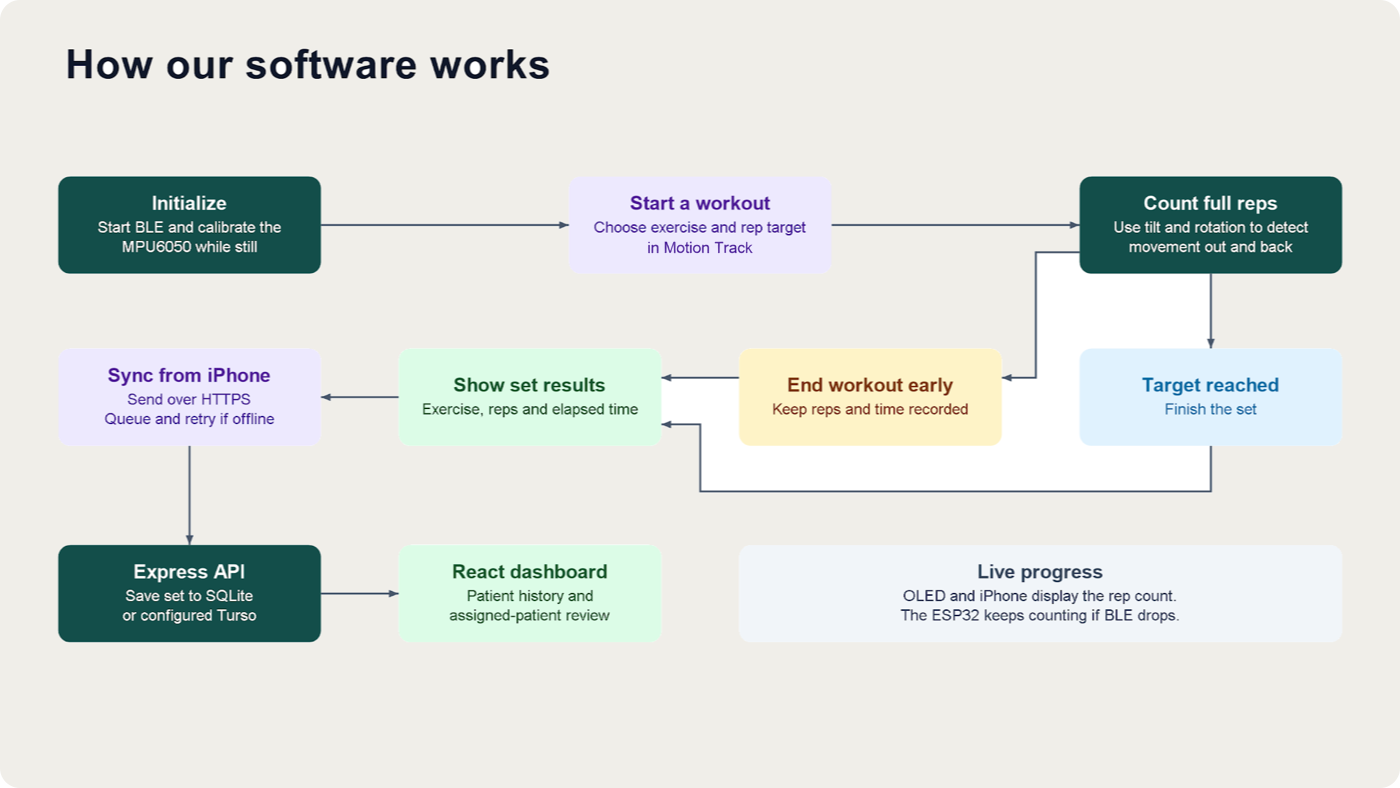 How our software works
Initialize
Start BLE and calibrate the
MPU6050 while still
Start a workout
Choose exercise and rep target
in Motion Track
Count full reps
Use tilt and rotation to detect
movement out and back
Sync from iPhone
Send over HTTPS
Queue and retry if offline
Show set results
Exercise, reps and elapsed time
End workout early
Keep reps and time recorded
Target reached
Finish the set
Express API
Save set to SQLite
or configured Turso
React dashboard
Patient history and
assigned-patient review
Live progress
OLED and iPhone display the rep count.
The ESP32 keeps counting if BLE drops.